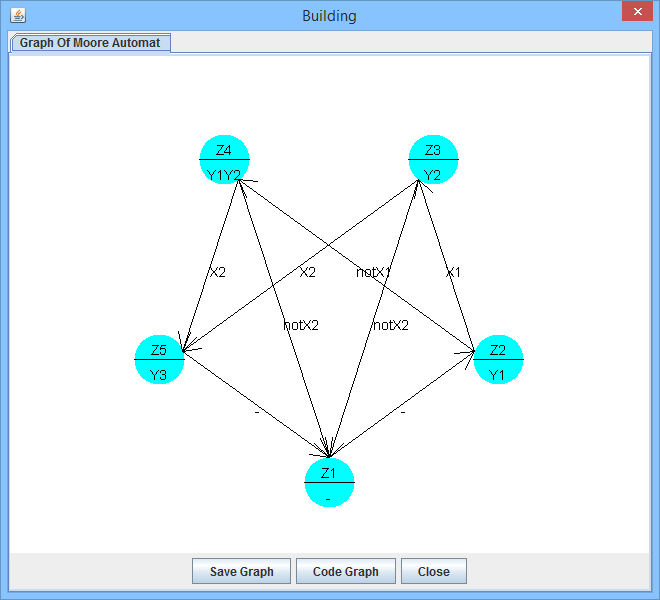 Building
Graph Of Moore Automat
Z4
Y1Y2
Z3
Y2
X2
X2
notX1
X1
notX2
notX2
Z5
Y3
Z2
Y1
-
-
Z1
-
Save Graph
Code Graph
Close